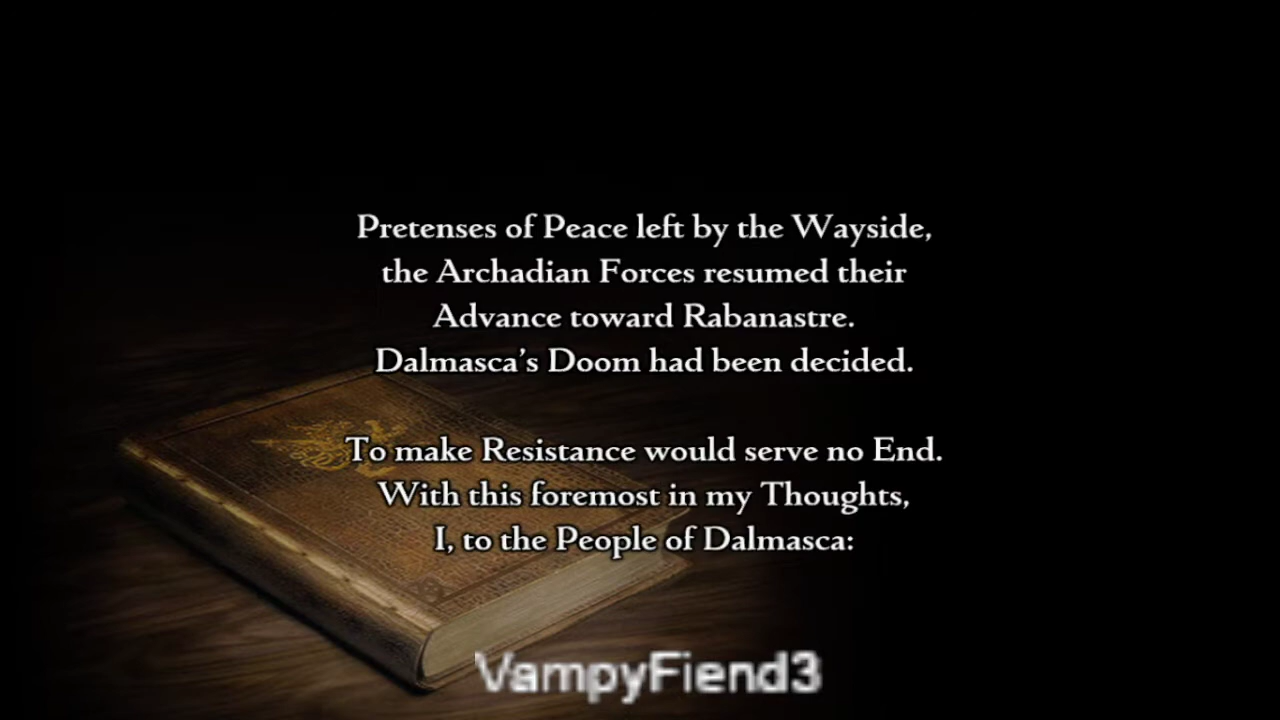 Pretenses of Peace left by the Wayside,
the Archadian Forces resumed their
Advance toward Rabanastre.
Dalmasca's Doom had been decided.
To make Resistance would serve no End.
With this foremost in my Thoughts,
I, to the People of Dalmasca:
VampyFiend3